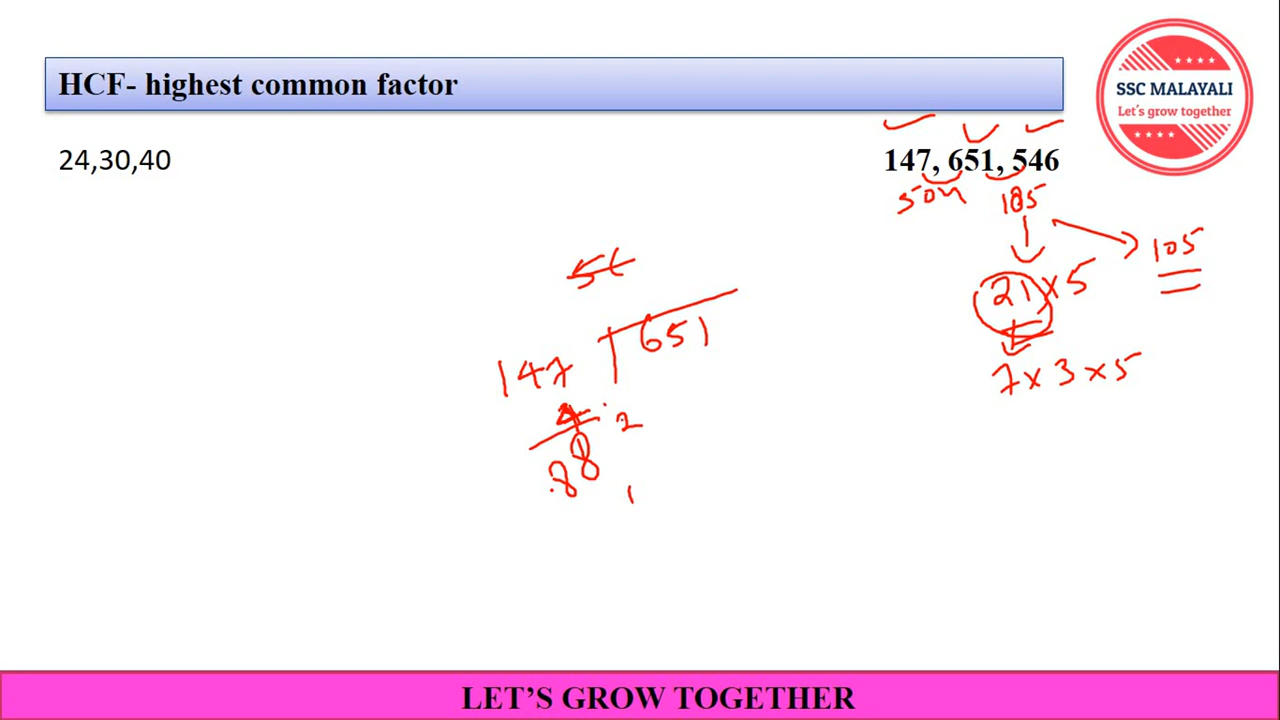 HCF- highest common factor
SSC MALAYALI
Let's grow together
24,30,40
147, 651, 546
504 105
105
21 x 5
7 x 3 x 5
147 651
2
88
1
LET'S GROW TOGETHER